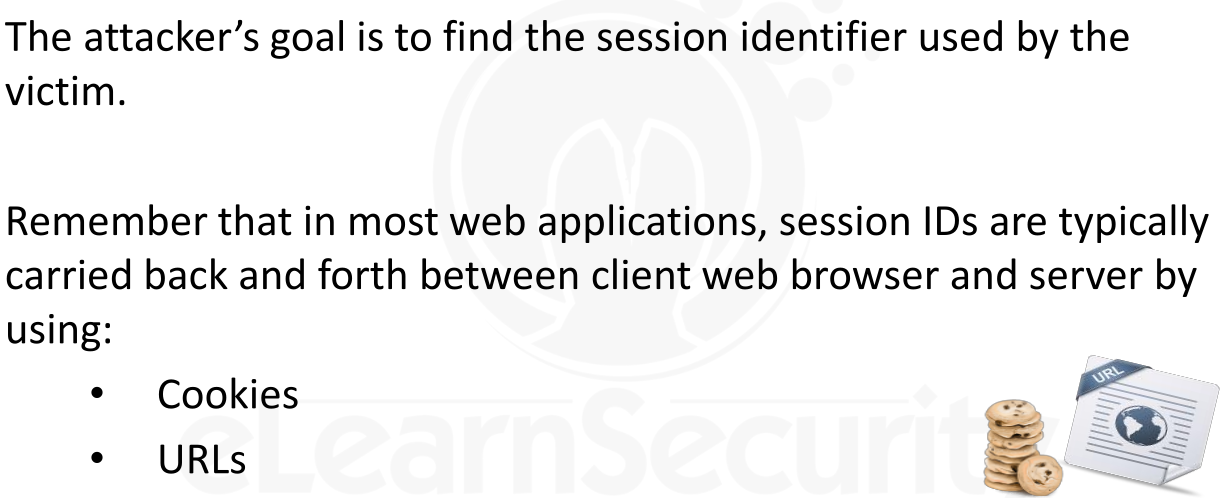 The attacker’s goal is to find the session identifier used by the
victim.
Remember that in most web applications, session IDs are typically
carried back and forth between client web browser and server by
using:
• Cookies
• URLs
URL
eLearnSecurity